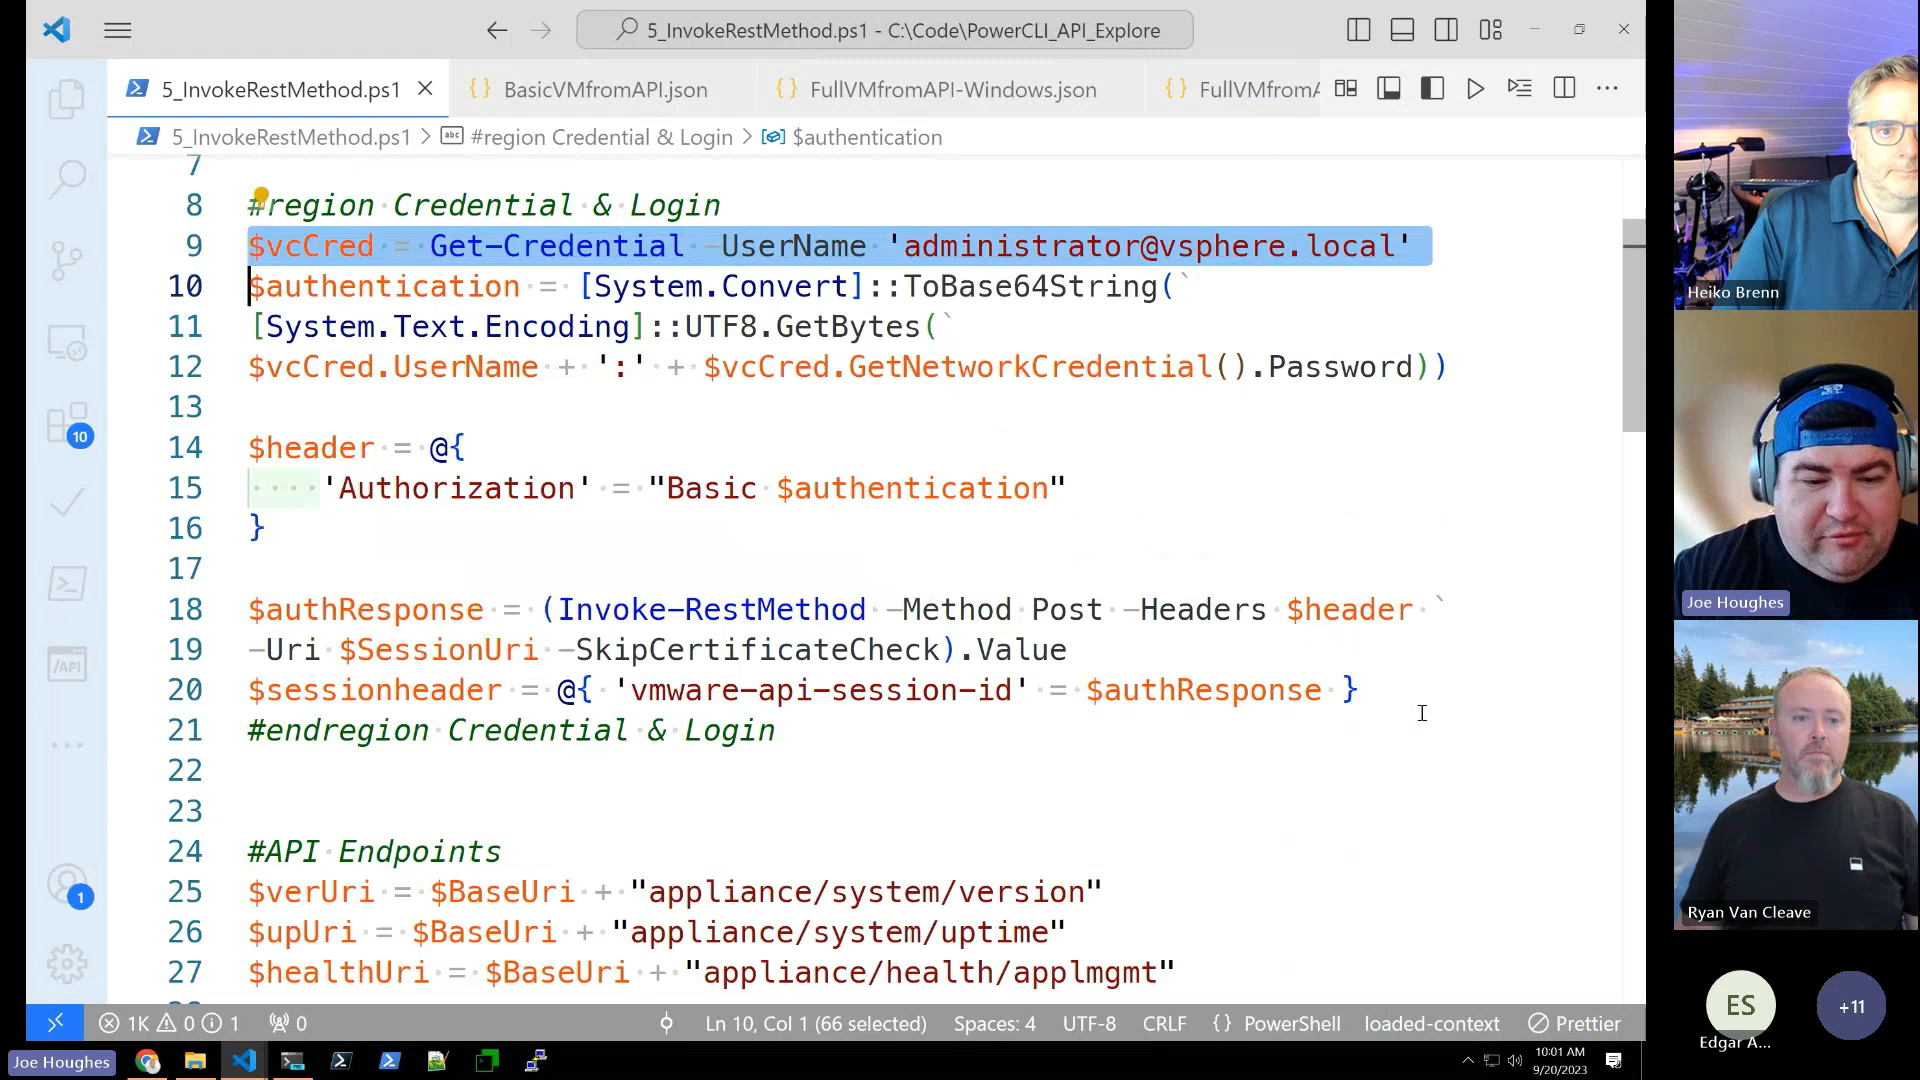 5_InvokeRestMethod.ps1 - C:\Code\PowerCLI_API_Explore
5_InvokeRestMethod.ps1
BasicVMfromAPI.json
FullVMfromAPI-Windows.json
FullVMfromA
5_InvokeRestMethod.ps1 > abc #region Credential & Login > $authentication
7
8 #region Credential & Login
9 $vcCred = Get-Credential -UserName 'administrator@vsphere.local'
10 $authentication = [System.Convert]::ToBase64String(`
11 [System.Text.Encoding]::UTF8.GetBytes(`
12 $vcCred.UserName + ':' + $vcCred.GetNetworkCredential().Password))
13
14 $header = @{
15 'Authorization' = "Basic $authentication"
16 }
17
18 $authResponse = (Invoke-RestMethod -Method Post -Headers $header `
19 -Uri $SessionUri -SkipCertificateCheck).Value
20 $sessionheader = @{ 'vmware-api-session-id' = $authResponse }
21 #endregion Credential & Login
22
23
24 #API Endpoints
25 $verUri = $BaseUri + "appliance/system/version"
26 $upUri = $BaseUri + "appliance/system/uptime"
27 $healthUri = $BaseUri + "appliance/health/applmgmt"
10
/API
1
1K 0 1 0
Ln 10, Col 1 (66 selected)
Spaces: 4
UTF-8
CRLF
{} PowerShell
loaded-context
Prettier
Joe Houghes
10:01 AM
9/20/2023
Heiko Brenn
Joe Houghes
Ryan Van Cleave
ES
Edgar A...
+11